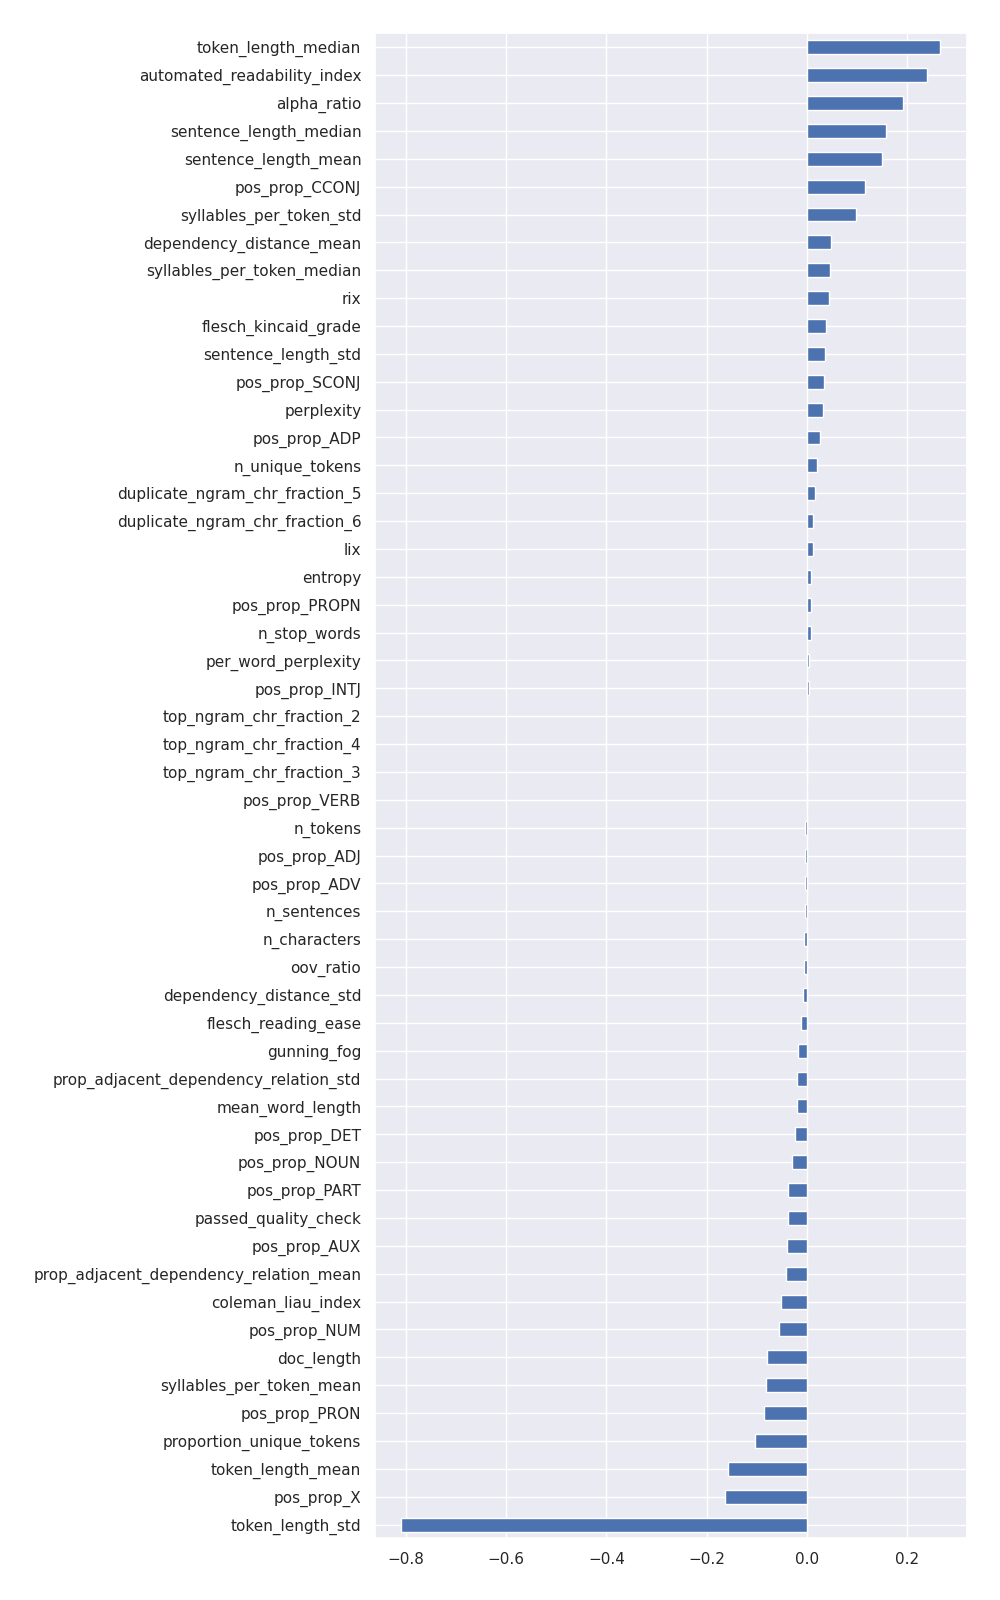 token_length_median
automated_readability_index
alpha_ratio
sentence_length_median
sentence_length_mean
pos_prop_CCONJ
syllables_per_token_std
dependency_distance_mean
syllables_per_token_median
rix
flesch_kincaid_grade
sentence_length_std
pos_prop_SCONJ
perplexity
pos_prop_ADP
n_unique_tokens
duplicate_ngram_chr_fraction_5
duplicate_ngram_chr_fraction_6
lix
entropy
pos_prop_PROPN
n_stop_words
per_word_perplexity
pos_prop_INTJ
top_ngram_chr_fraction_2
top_ngram_chr_fraction_4
top_ngram_chr_fraction_3
pos_prop_VERB
n_tokens
pos_prop_ADJ
pos_prop_ADV
n_sentences
n_characters
oov_ratio
dependency_distance_std
flesch_reading_ease
gunning_fog
prop_adjacent_dependency_relation_std
mean_word_length
pos_prop_DET
pos_prop_NOUN
pos_prop_PART
passed_quality_check
pos_prop_AUX
prop_adjacent_dependency_relation_mean
coleman_liau_index
pos_prop_NUM
doc_length
syllables_per_token_mean
pos_prop_PRON
proportion_unique_tokens
token_length_mean
pos_prop_X
token_length_std
−0.8 −0.6 −0.4 −0.2 0.0 0.2